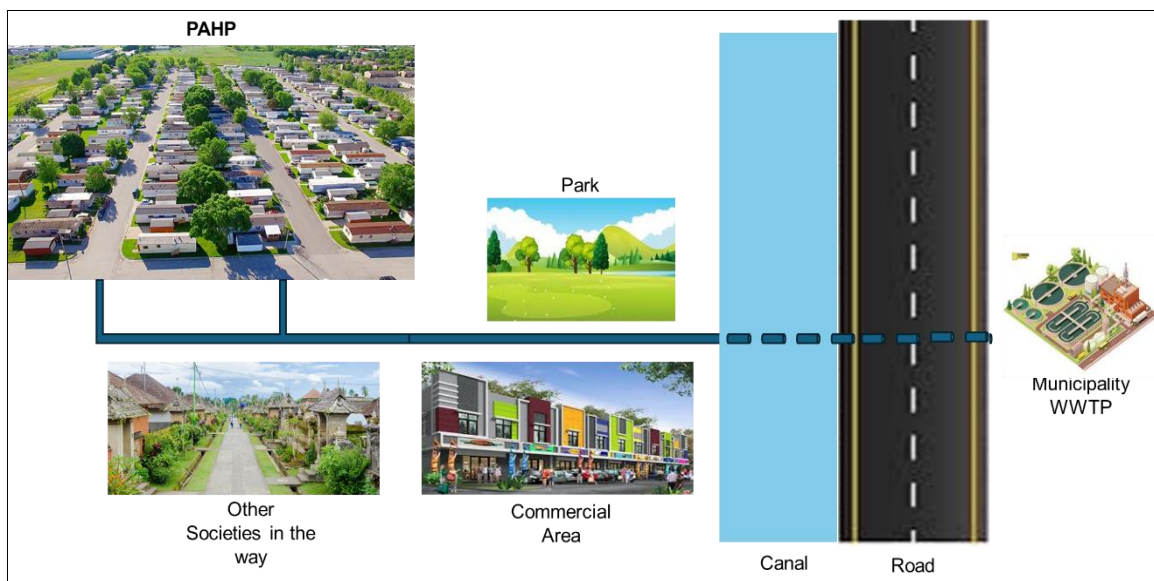 PAHP
Park
Municipality
WWTP
Other
Societies in the
way
Commercial
Area
Canal
Road